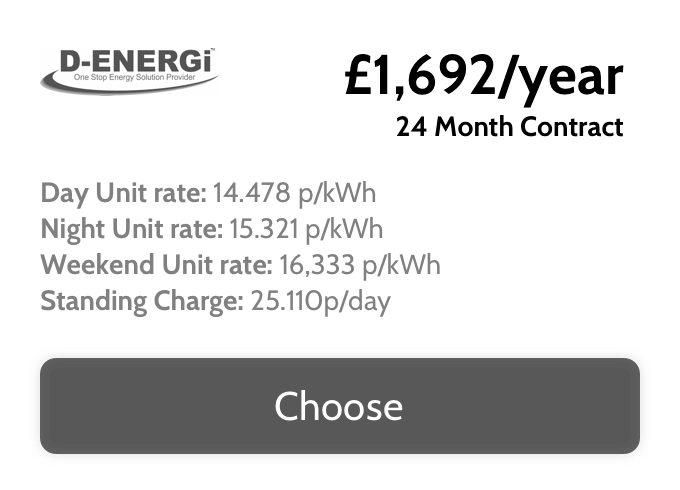 D-ENERGi™
One Stop Energy Solution Provider
£1,692/year
24 Month Contract
Day Unit rate: 14.478 p/kWh
Night Unit rate: 15.321 p/kWh
Weekend Unit rate: 16,333 p/kWh
Standing Charge: 25.110p/day
Choose